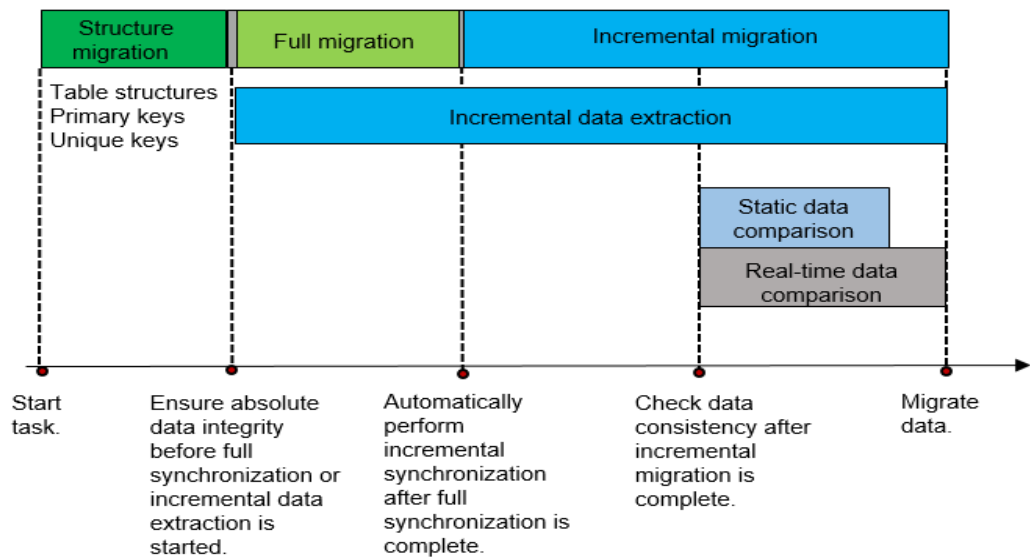 Structure
migration
Full migration
Incremental migration
Table structures
Primary keys
Unique keys
Incremental data extraction
Static data
comparison
Real-time data
comparison
Start
task.
Ensure absolute
data integrity
before full
synchronization or
incremental data
extraction is
started.
Automatically
perform
incremental
synchronization
after full
synchronization is
complete.
Check data
consistency after
incremental
migration is
complete.
Migrate
data.